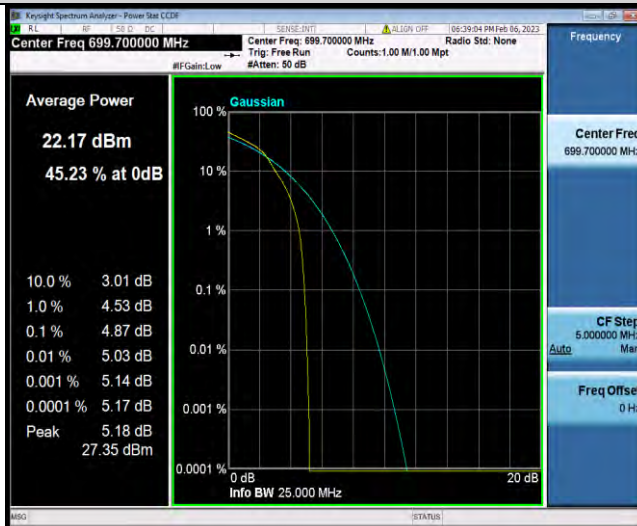 Keysight Spectrum Analyzer - Power Stat CCDF
RL RF 50 Ω DC SENSE:INT ALIGN OFF 06:39:04 PM Feb 06, 2023
Center Freq 699.700000 MHz
Center Freq: 699.700000 MHz Radio Std: None
Trig: Free Run Counts:1.00 M/1.00 Mpt
#IFGain:Low #Atten: 50 dB
Frequency
Average Power
22.17 dBm
45.23 % at 0dB
10.0 % 3.01 dB
1.0 % 4.53 dB
0.1 % 4.87 dB
0.01 % 5.03 dB
0.001 % 5.14 dB
0.0001 % 5.17 dB
Peak 5.18 dB
27.35 dBm
Gaussian
100 %
10 %
1 %
0.1 %
0.01 %
0.001 %
0.0001 %
0 dB 20 dB
Info BW 25.000 MHz
Center Freq
699.700000 MHz
CF Step
5.000000 MHz
Auto Man
Freq Offset
0 Hz
MSG STATUS